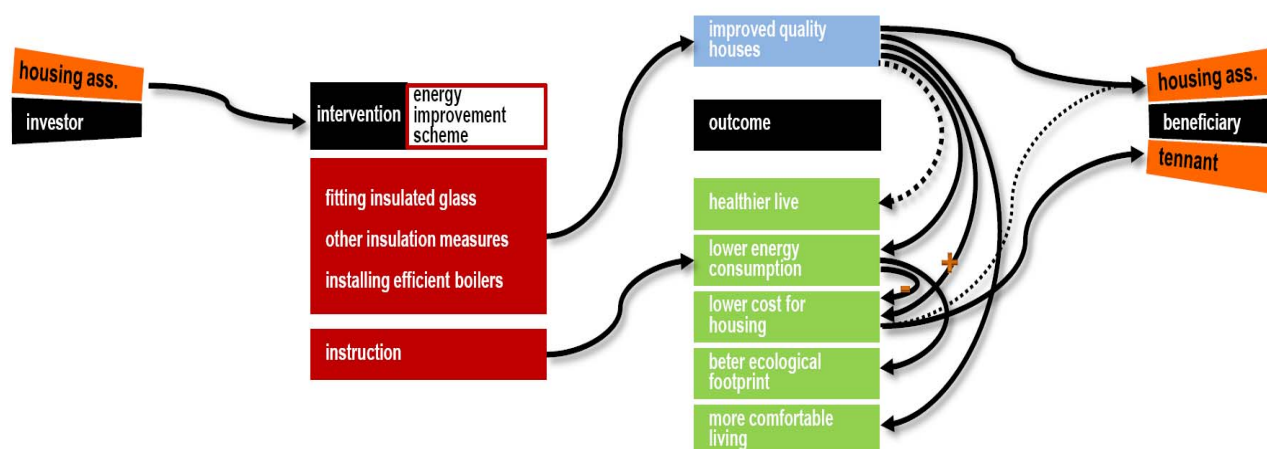 housing ass.
investor
intervention
energy
improvement
scheme
fitting insulated glass
other insulation measures
installing efficient boilers
instruction
improved quality
houses
outcome
healthier live
lower energy
consumption
lower cost for
housing
beter ecological
footprint
more comfortable
living
+
-
housing ass.
beneficiary
tennant